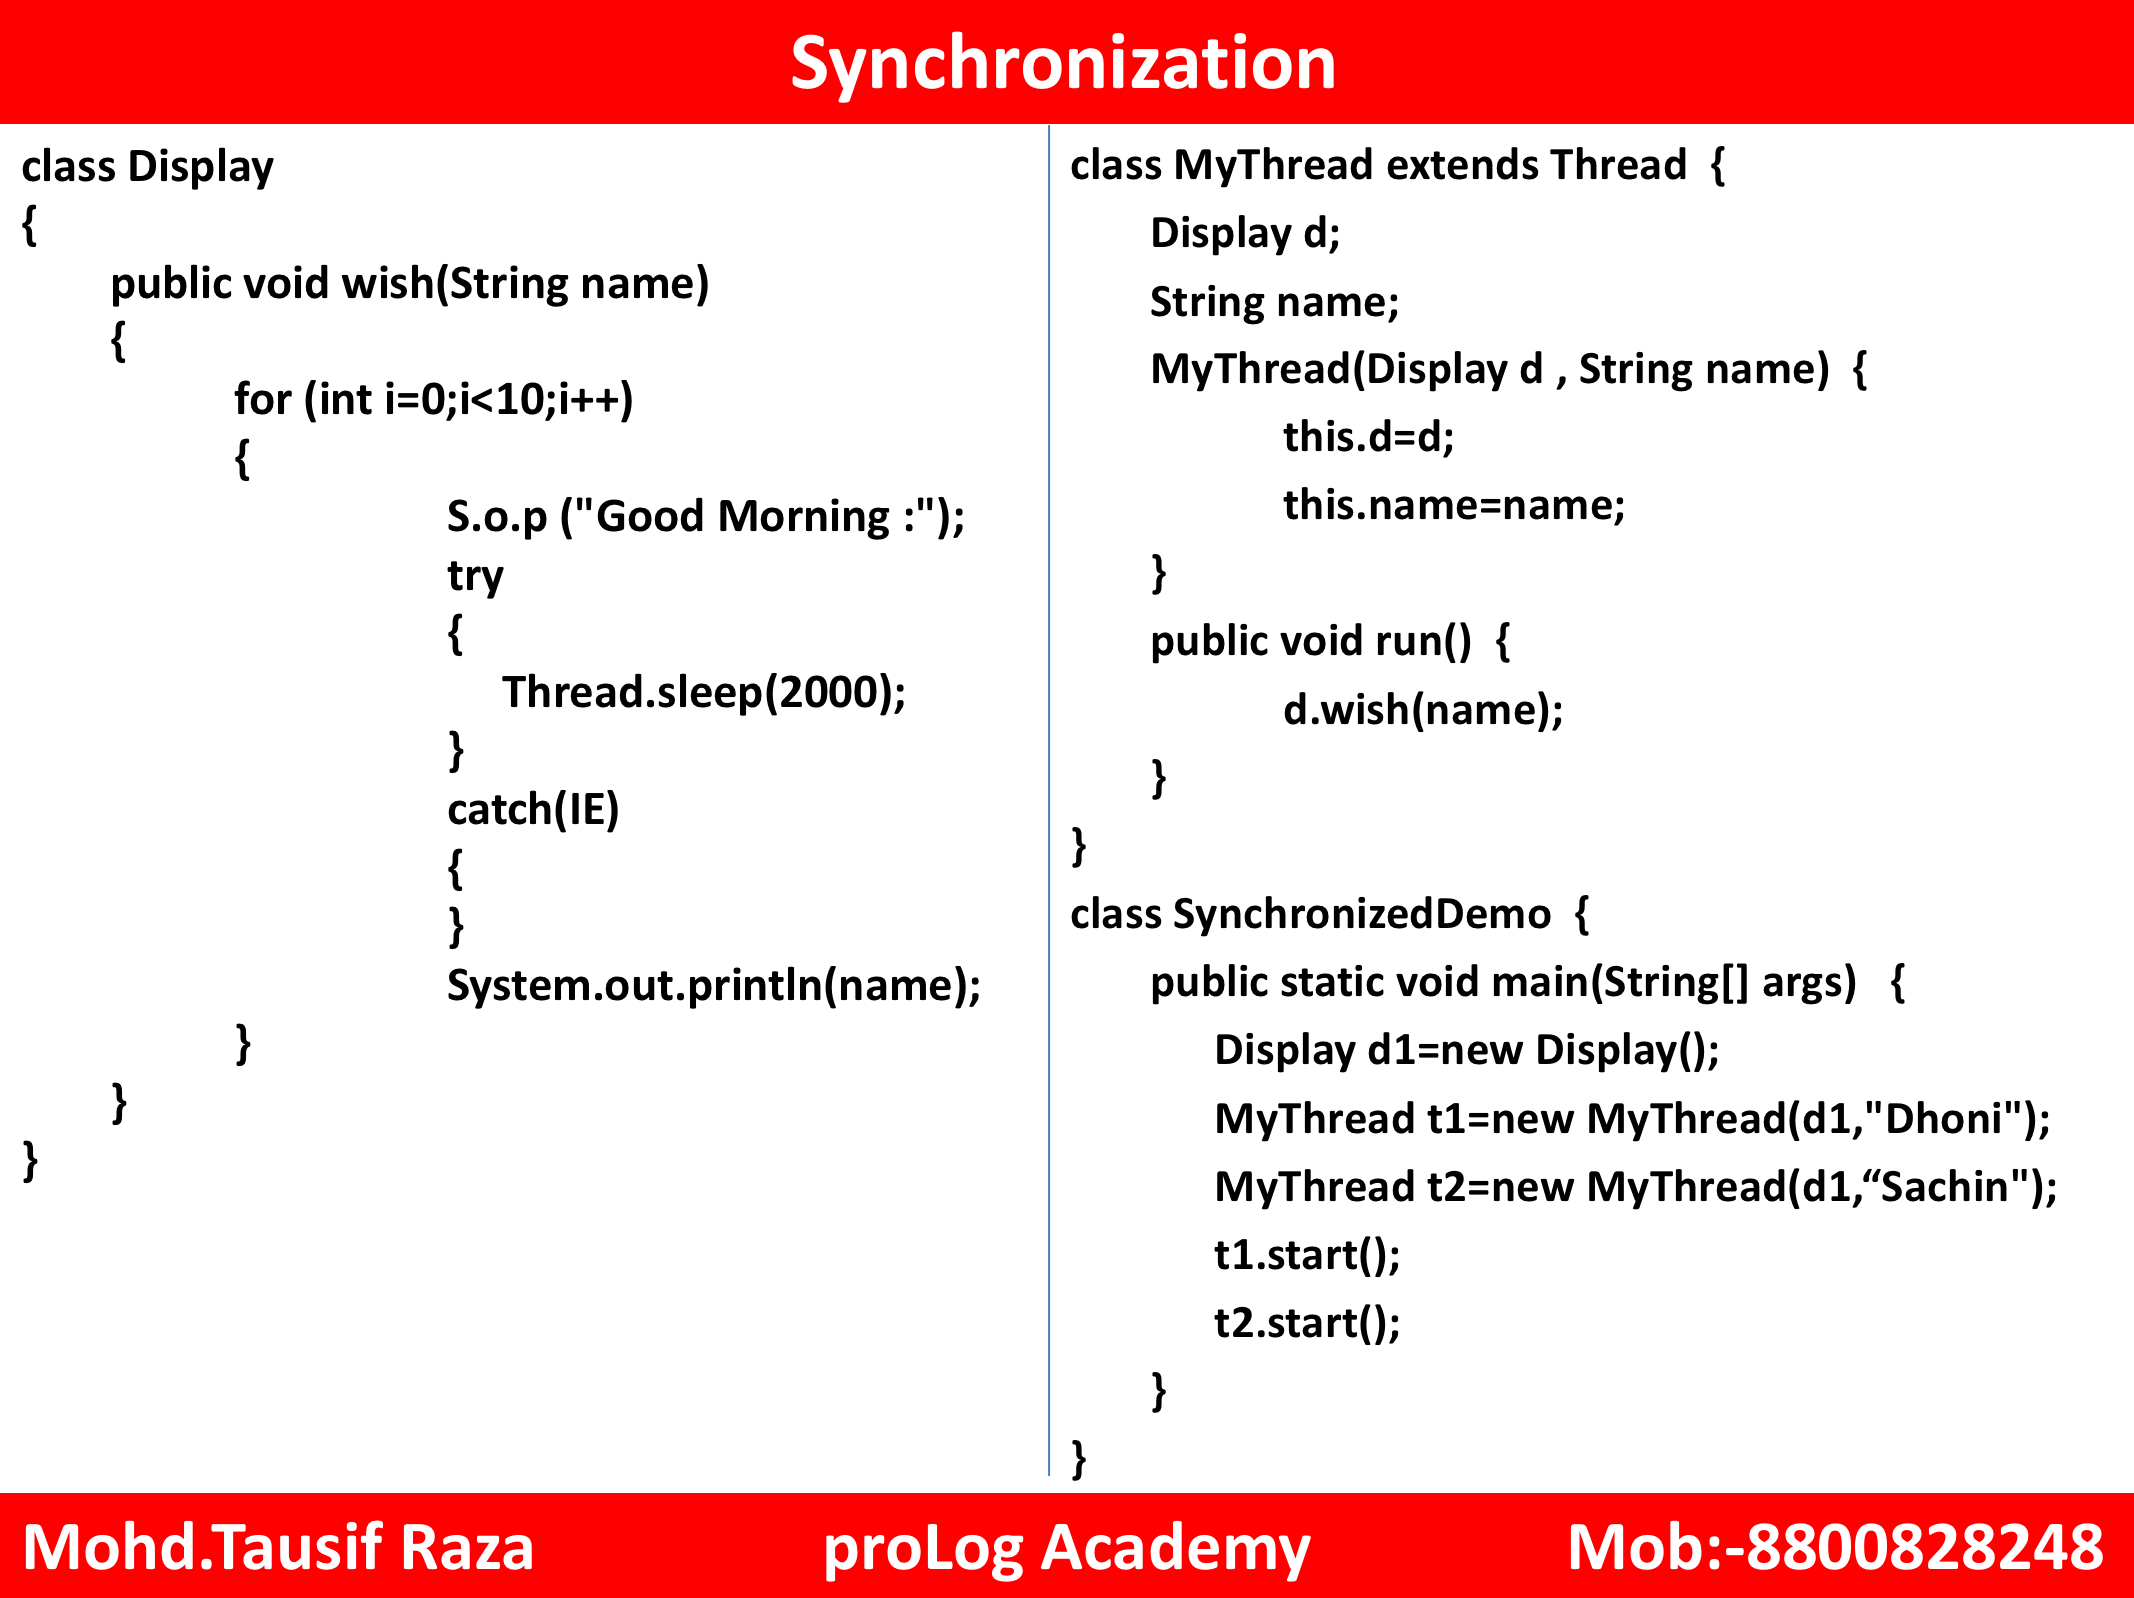 Synchronization
class Display
{
public void wish(String name)
{
for (int i=0;i<10;i++)
{
S.o.p ("Good Morning :");
try
{
Thread.sleep(2000);
}
catch(IE)
{
}
System.out.println(name);
}
}
}
class MyThread extends Thread {
Display d;
String name;
MyThread(Display d , String name) {
this.d=d;
this.name=name;
}
public void run() {
d.wish(name);
}
}
class SynchronizedDemo {
public static void main(String[] args) {
Display d1=new Display();
MyThread t1=new MyThread(d1,"Dhoni");
MyThread t2=new MyThread(d1,“Sachin");
t1.start();
t2.start();
}
}
Mohd.Tausif Raza proLog Academy Mob:-8800828248